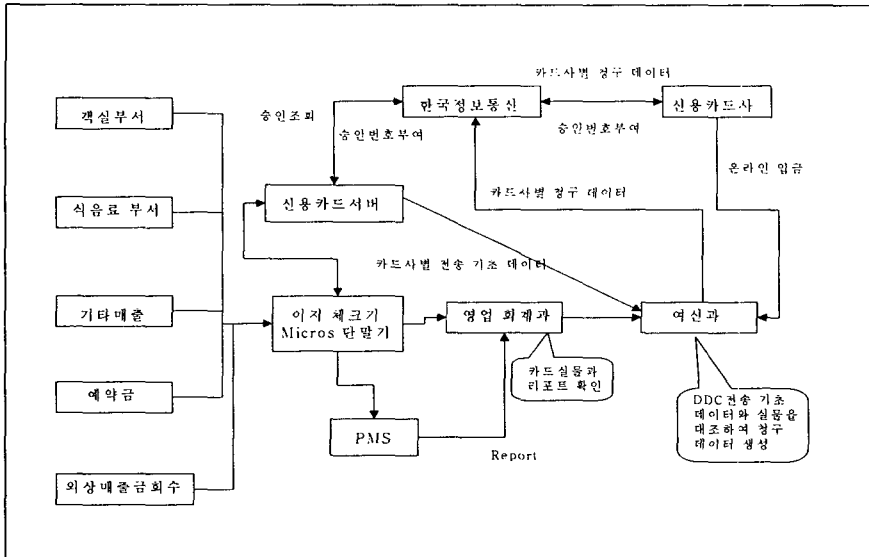 카드사별 청구 데이터
객실부서
한국정보통신
신용카드사
승인조회
승인번호부여
승인번호부여
온라인 입금
카드사별 청구 데이터
식음료 부서
신용카드서버
카드사별 전송 기초 데이터
기타매출
이지 체크기
Micros 단말기
영업 회계과
여신과
카드실물과
리포트 확인
예약금
DDC전송 기초
데이터와 실물을
대조하여 청구
데이터 생성
PMS
Report
외상매출금회수